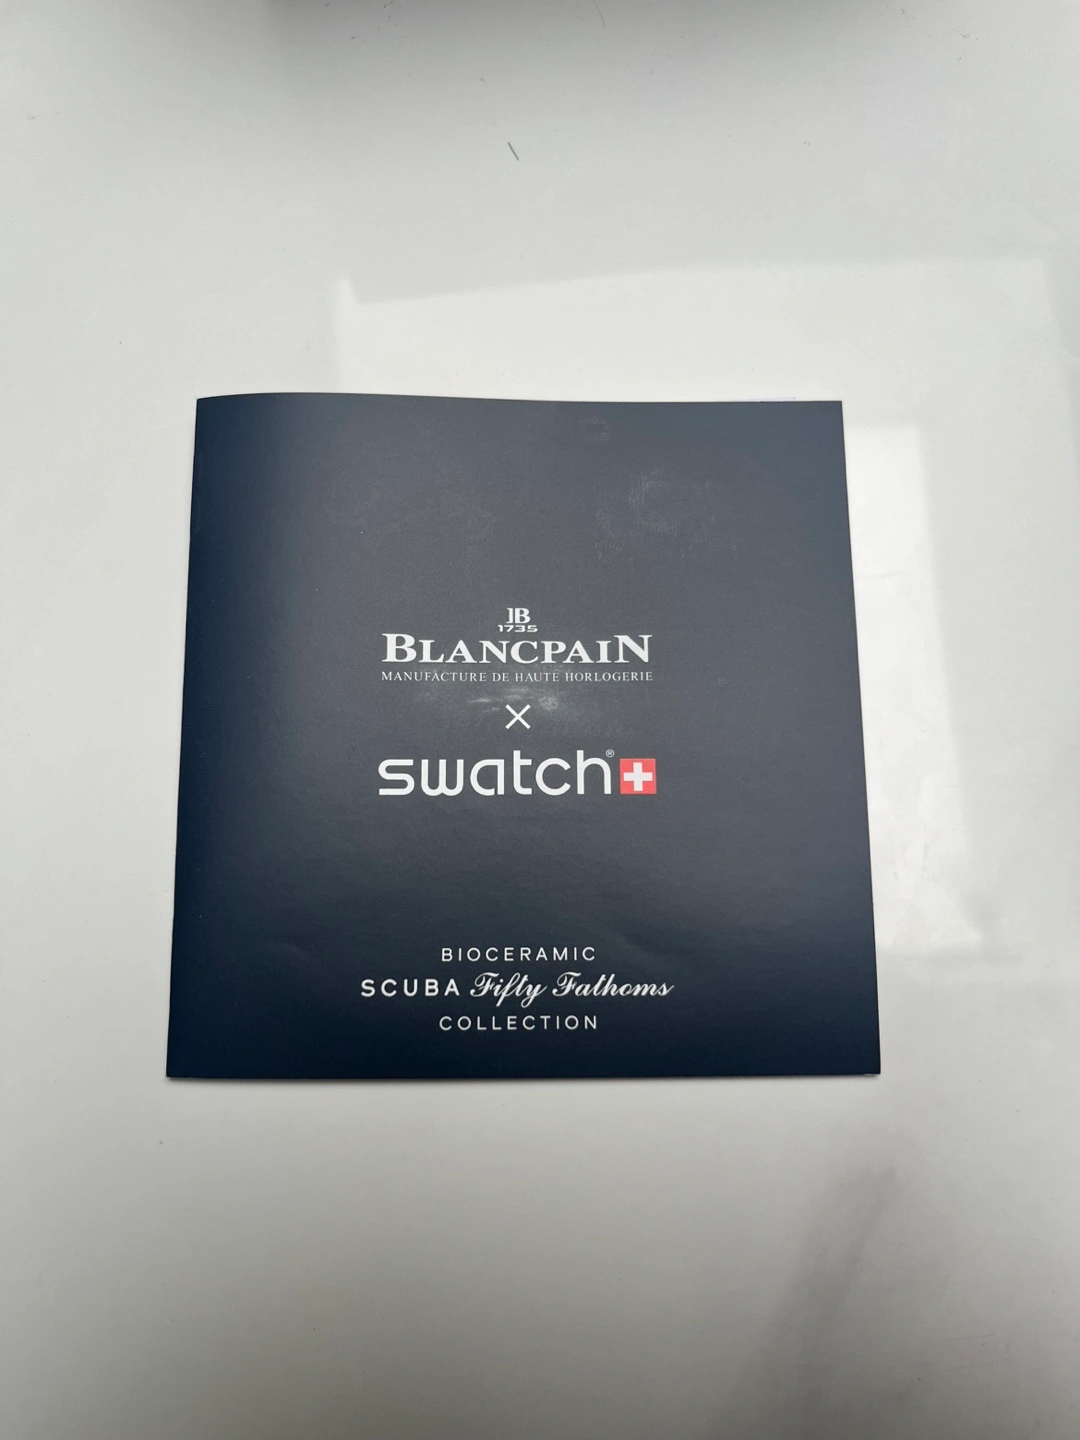 JB
1735
BLANCPAIN
MANUFACTURE DE HAUTE HORLOGERIE
×
swatch®
BIOCERAMIC
SCUBA Fifty Fathoms
COLLECTION